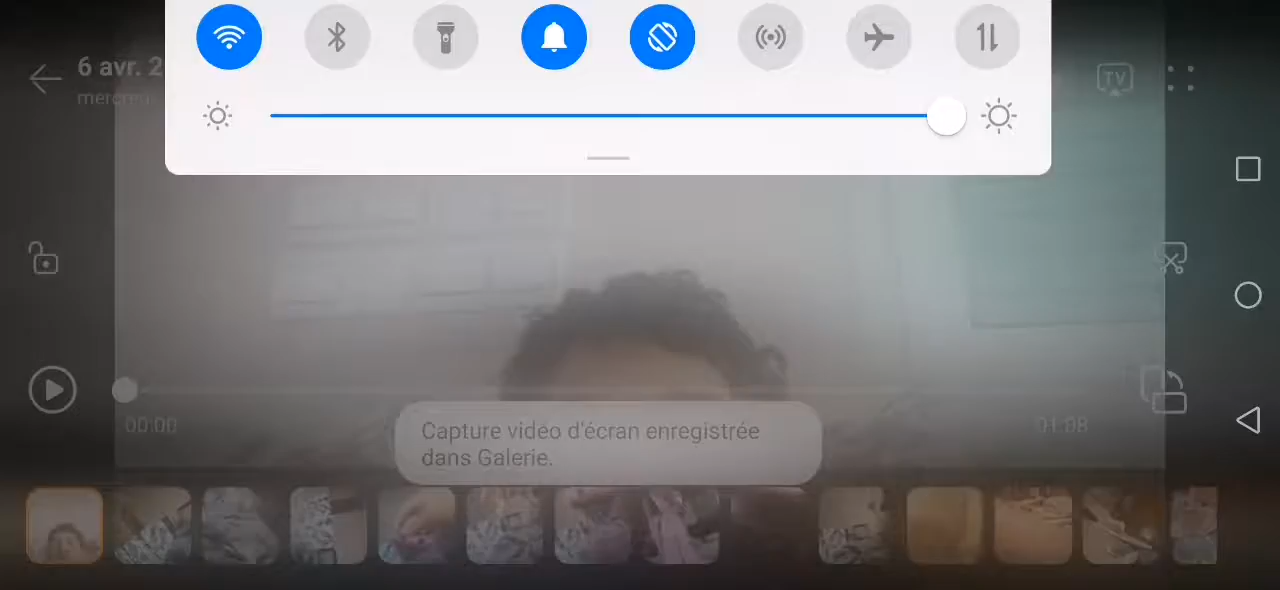 6 avr. 2
TV
Capture vidéo d'écran enregistrée
dans Galerie.
00:00
01:08